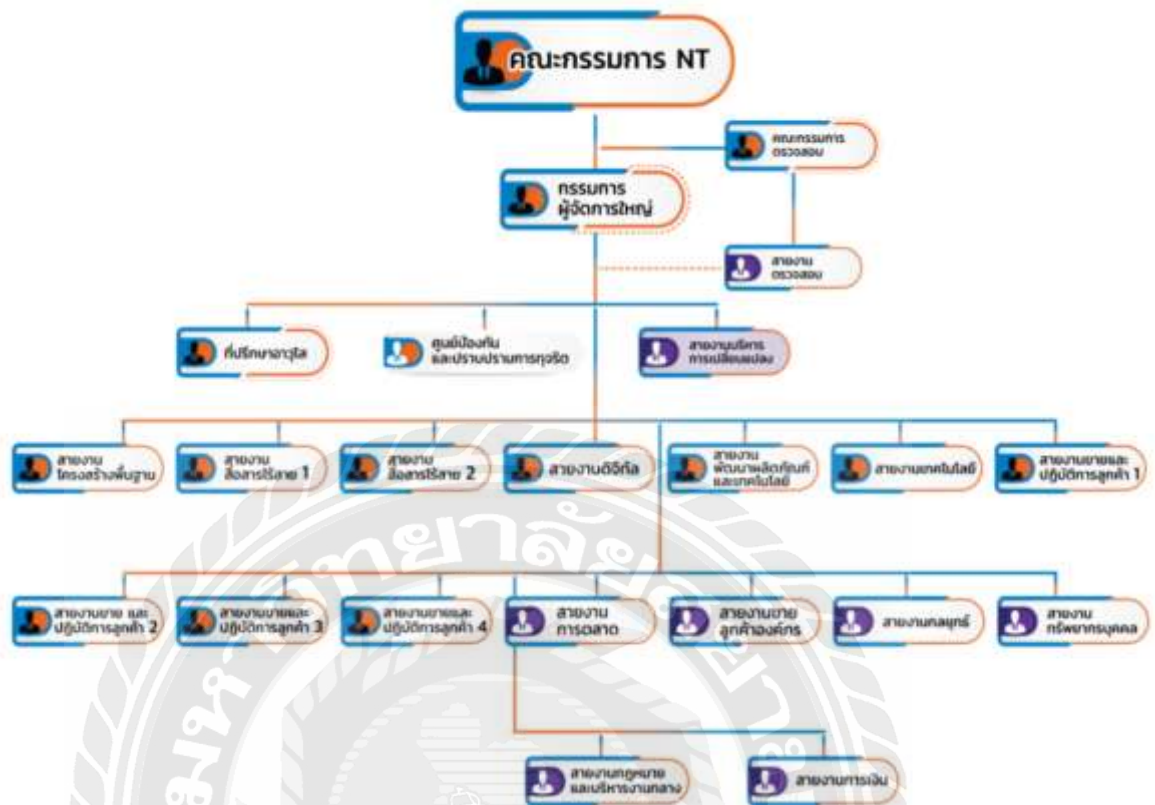 คณะกรรมการ NT
คณะกรรมการ
ตรวจสอบ
กรรมการ
ผู้จัดการใหญ่
สายงาน
ตรวจสอบ
ที่ปรึกษาอาวุโส
ศูนย์ป้องกัน
และปราบปรามการทุจริต
สายงานบริหาร
การเปลี่ยนแปลง
สายงาน
โครงสร้างพื้นฐาน
สายงาน
สื่อสารไร้สาย 1
สายงาน
สื่อสารไร้สาย 2
สายงานดิจิทัล
สายงาน
พัฒนาผลิตภัณฑ์
และเทคโนโลยี
สายงานเทคโนโลยี
สายงานขายและ
ปฏิบัติการลูกค้า 1
สายงานขาย และ
ปฏิบัติการลูกค้า 2
สายงานขายและ
ปฏิบัติการลูกค้า 3
สายงานขายและ
ปฏิบัติการลูกค้า 4
สายงาน
การตลาด
สายงานขาย
ลูกค้าองค์กร
สายงานกลยุทธ์
สายงาน
ทรัพยากรบุคคล
สายงานกฎหมาย
และบริหารงานกลาง
สายงานการเงิน